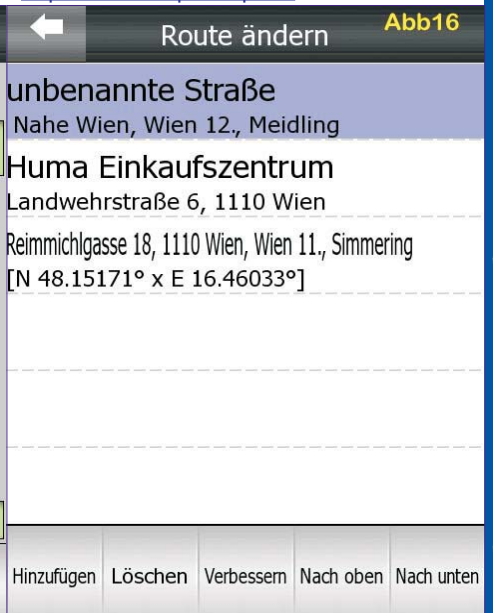 Route ändern
Abb16
unbenannte Straße
Nahe Wien, Wien 12., Meidling
Huma Einkaufszentrum
Landwehrstraße 6, 1110 Wien
Reimmichlgasse 18, 1110 Wien, Wien 11., Simmering
[N 48.15171° x E 16.46033°]
Hinzufügen Löschen Verbessern Nach oben Nach unten